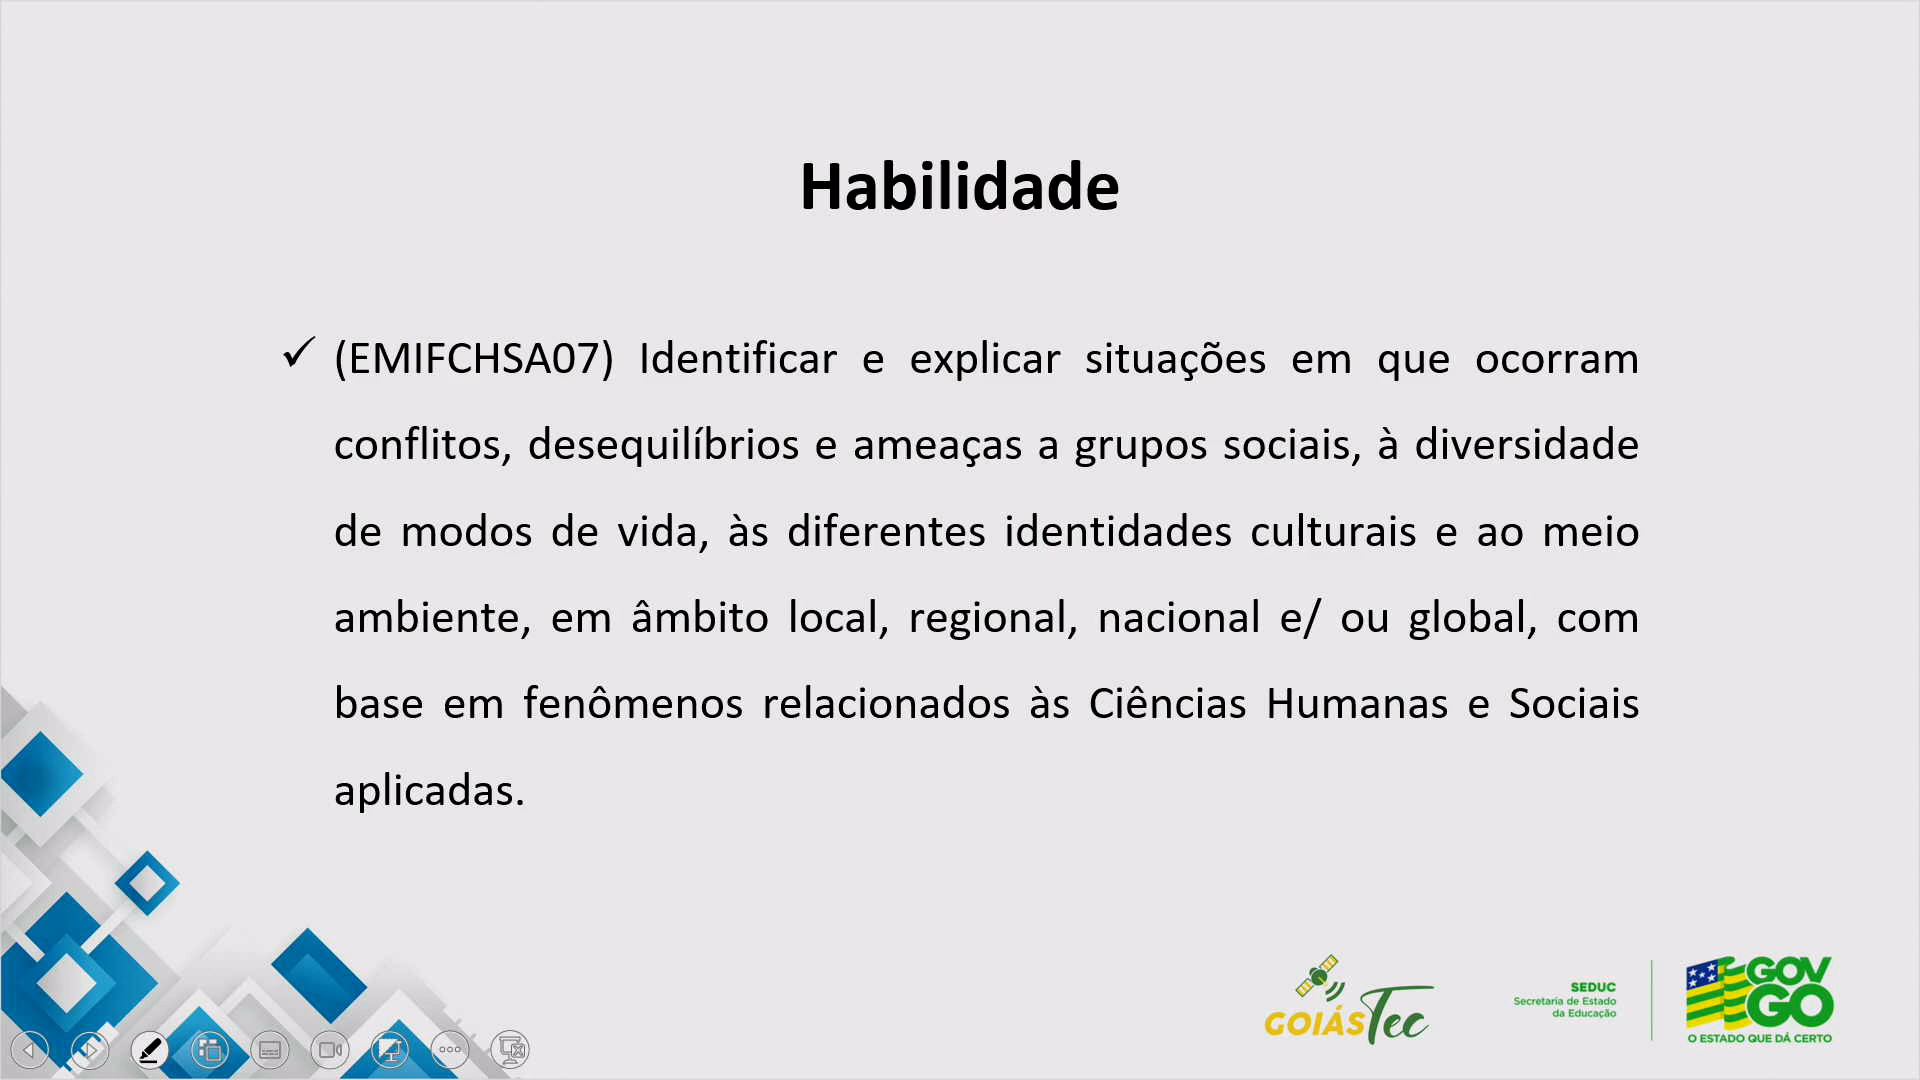 Habilidade
✓ (EMIFCHSA07) Identificar e explicar situações em que ocorram
conflitos, desequilíbrios e ameaças a grupos sociais, à diversidade
de modos de vida, às diferentes identidades culturais e ao meio
ambiente, em âmbito local, regional, nacional e/ ou global, com
base em fenômenos relacionados às Ciências Humanas e Sociais
aplicadas.
GOIÁSTec
SEDUC
Secretaria de Estado
da Educação
GOV
GO
O ESTADO QUE DÁ CERTO